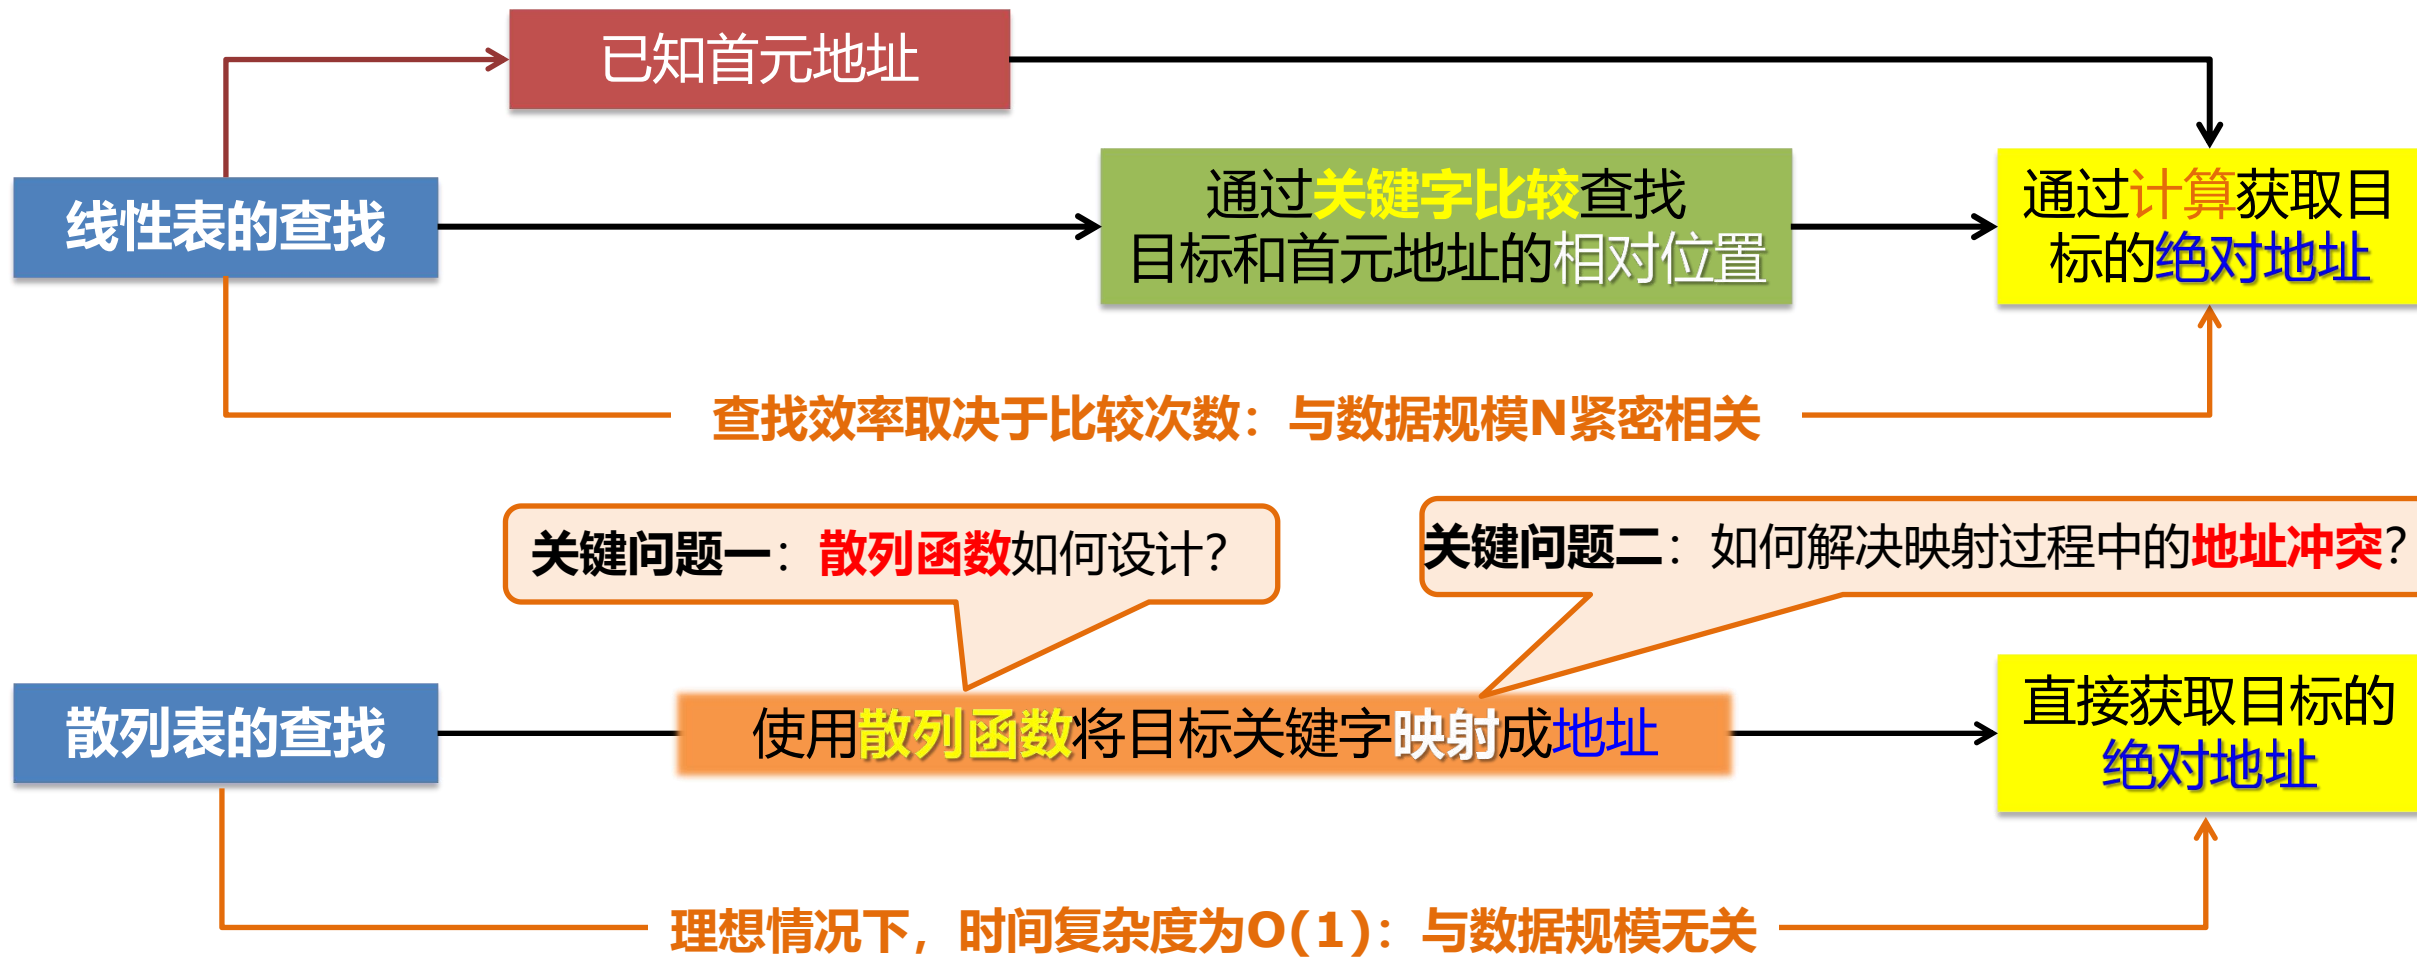 已知首元地址
线性表的查找
通过关键字比较查找
目标和首元地址的相对位置
通过计算获取目
标的绝对地址
查找效率取决于比较次数：与数据规模N紧密相关
关键问题一：散列函数如何设计？
关键问题二：如何解决映射过程中的地址冲突？
散列表的查找
使用散列函数将目标关键字映射成地址
直接获取目标的
绝对地址
理想情况下，时间复杂度为O(1)：与数据规模无关